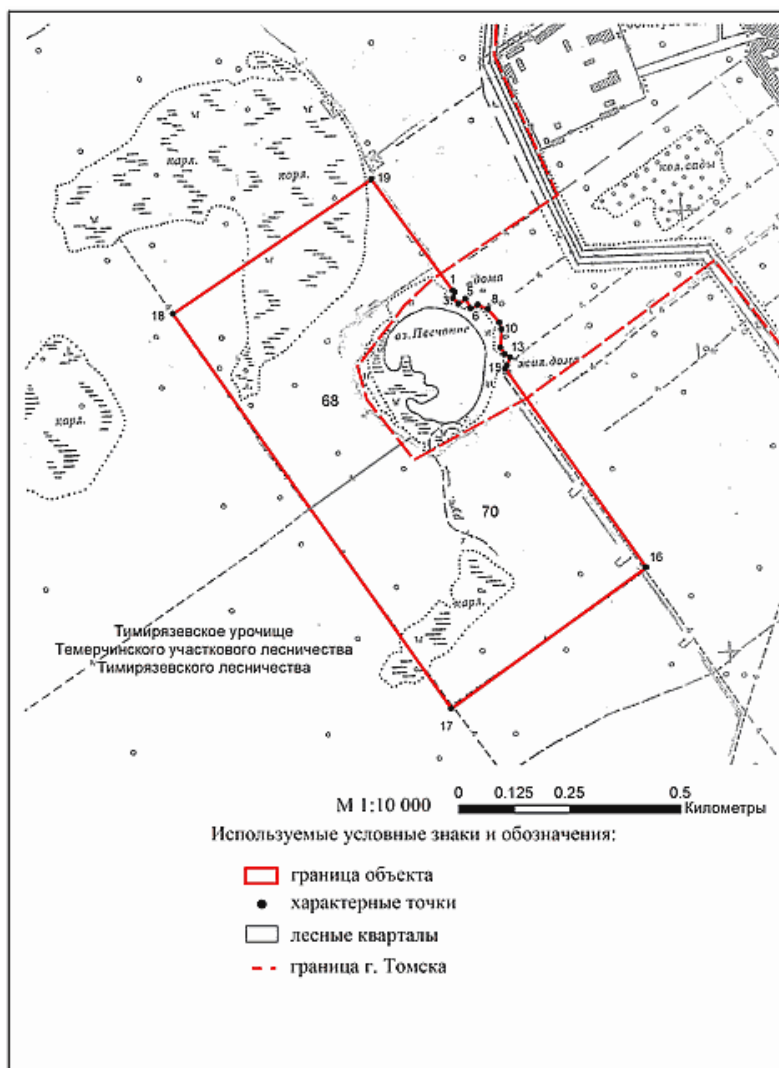 кол. сады
карл.
карл.
19
1
дома
3
5
6
8
18
оз. Песчаное
10
13
15
жил. дома
68
карл.
70
16
карл.
Тимирязевское урочище
Темерчинского участкового лесничества
Тимирязевского лесничества
17
М 1:10 000
0 0.125 0.25 0.5
Километры
Используемые условные знаки и обозначения:
граница объекта
характерные точки
лесные кварталы
граница г. Томска